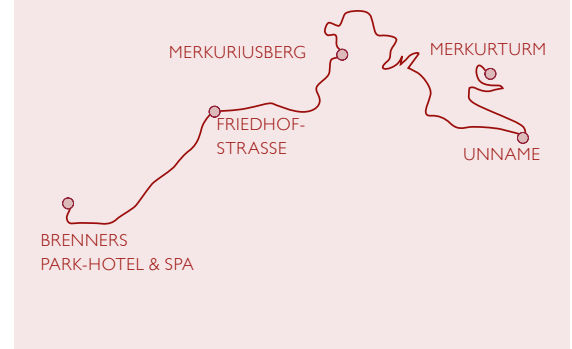 MERKURIUSBERG
MERKURTURM
FRIEDHOF-
STRASSE
UNNAME
BRENNERS
PARK-HOTEL & SPA